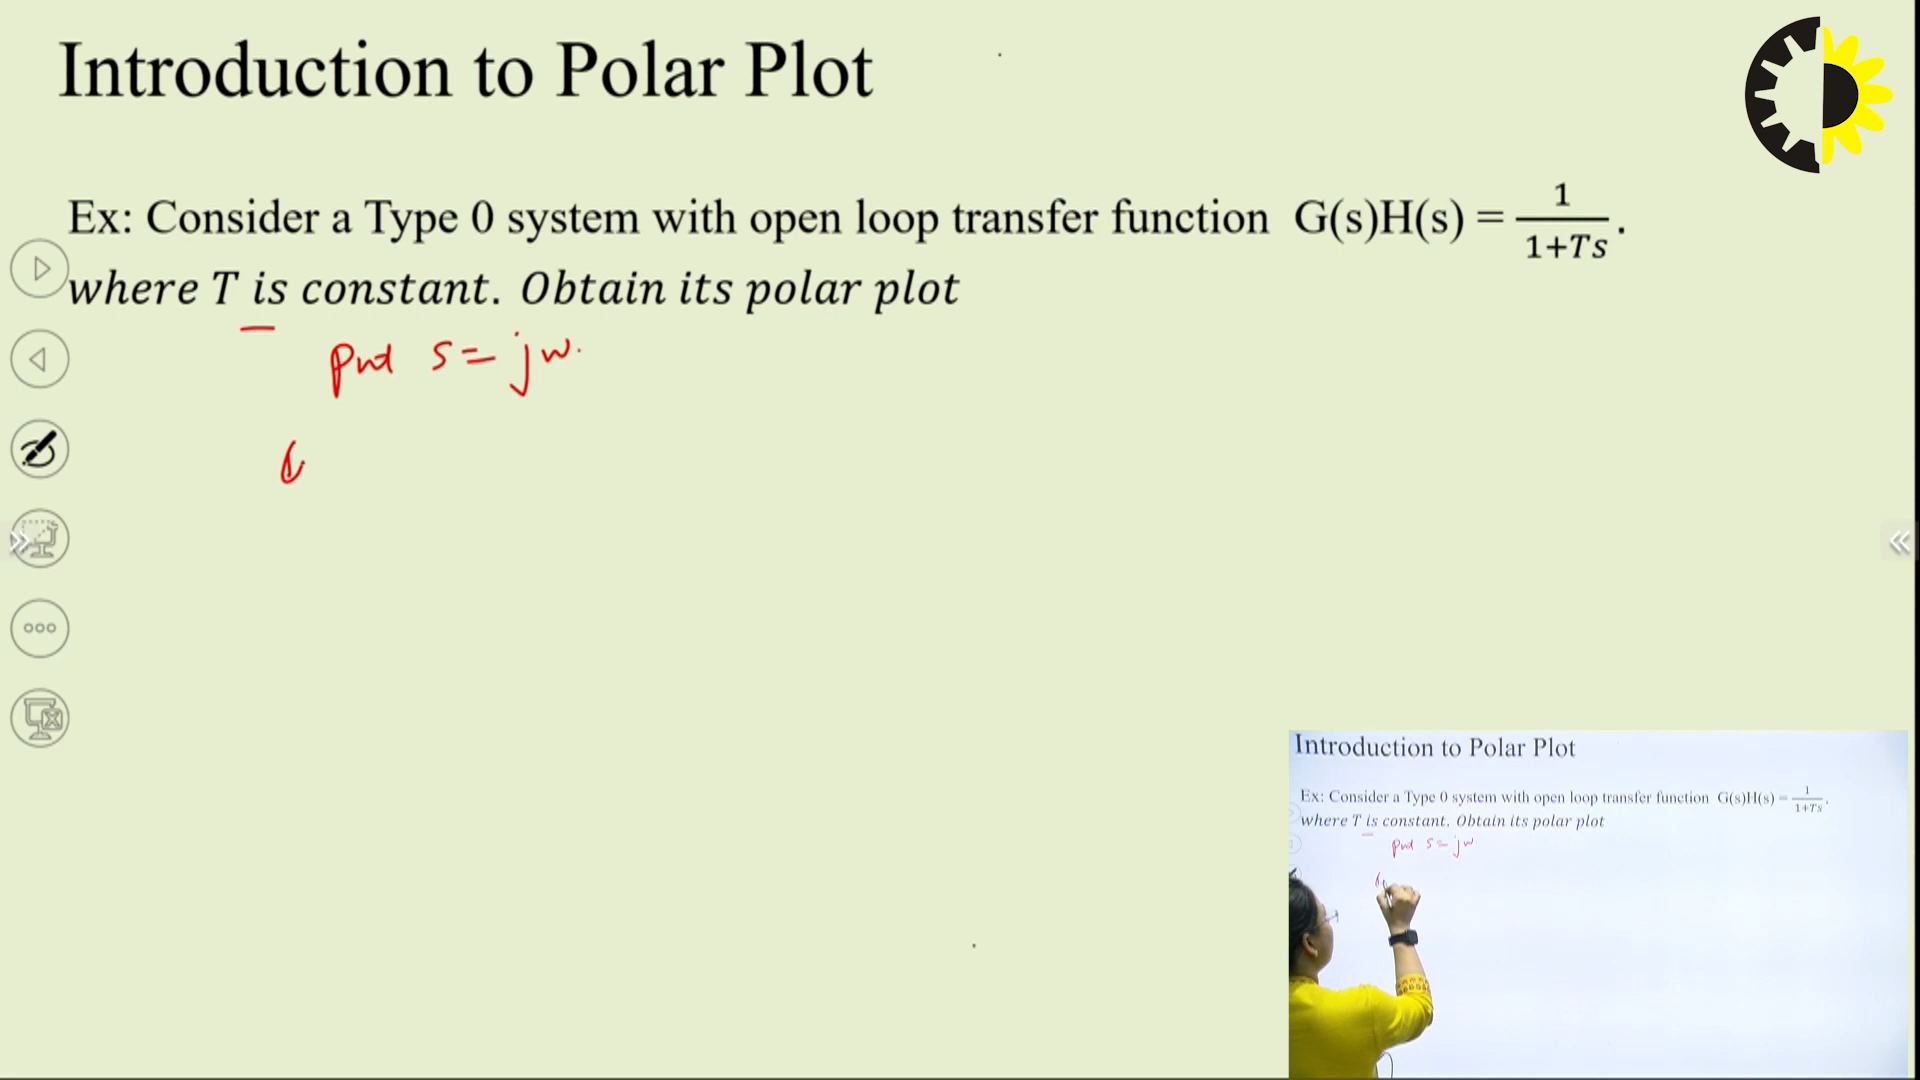 Introduction to Polar Plot
Ex: Consider a Type 0 system with open loop transfer function G(s)H(s) = 1/(1+Ts).
where T is constant. Obtain its polar plot
put s = jw.
G
Introduction to Polar Plot
Ex: Consider a Type 0 system with open loop transfer function G(s)H(s) = 1/(1+Ts).
where T is constant. Obtain its polar plot
put s = jw